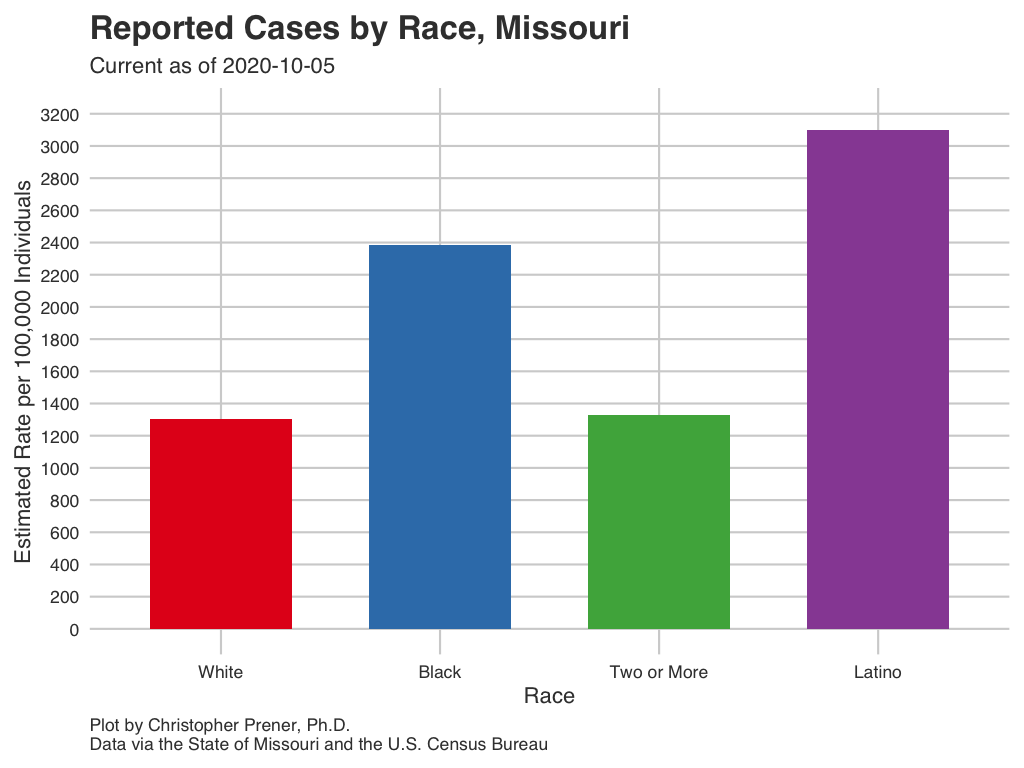 Reported Cases by Race, Missouri
Current as of 2020-10-05
Estimated Rate per 100,000 Individuals
3200
3000
2800
2600
2400
2200
2000
1800
1600
1400
1200
1000
800
600
400
200
0
White Black Two or More Latino
Race
Plot by Christopher Prener, Ph.D.
Data via the State of Missouri and the U.S. Census Bureau